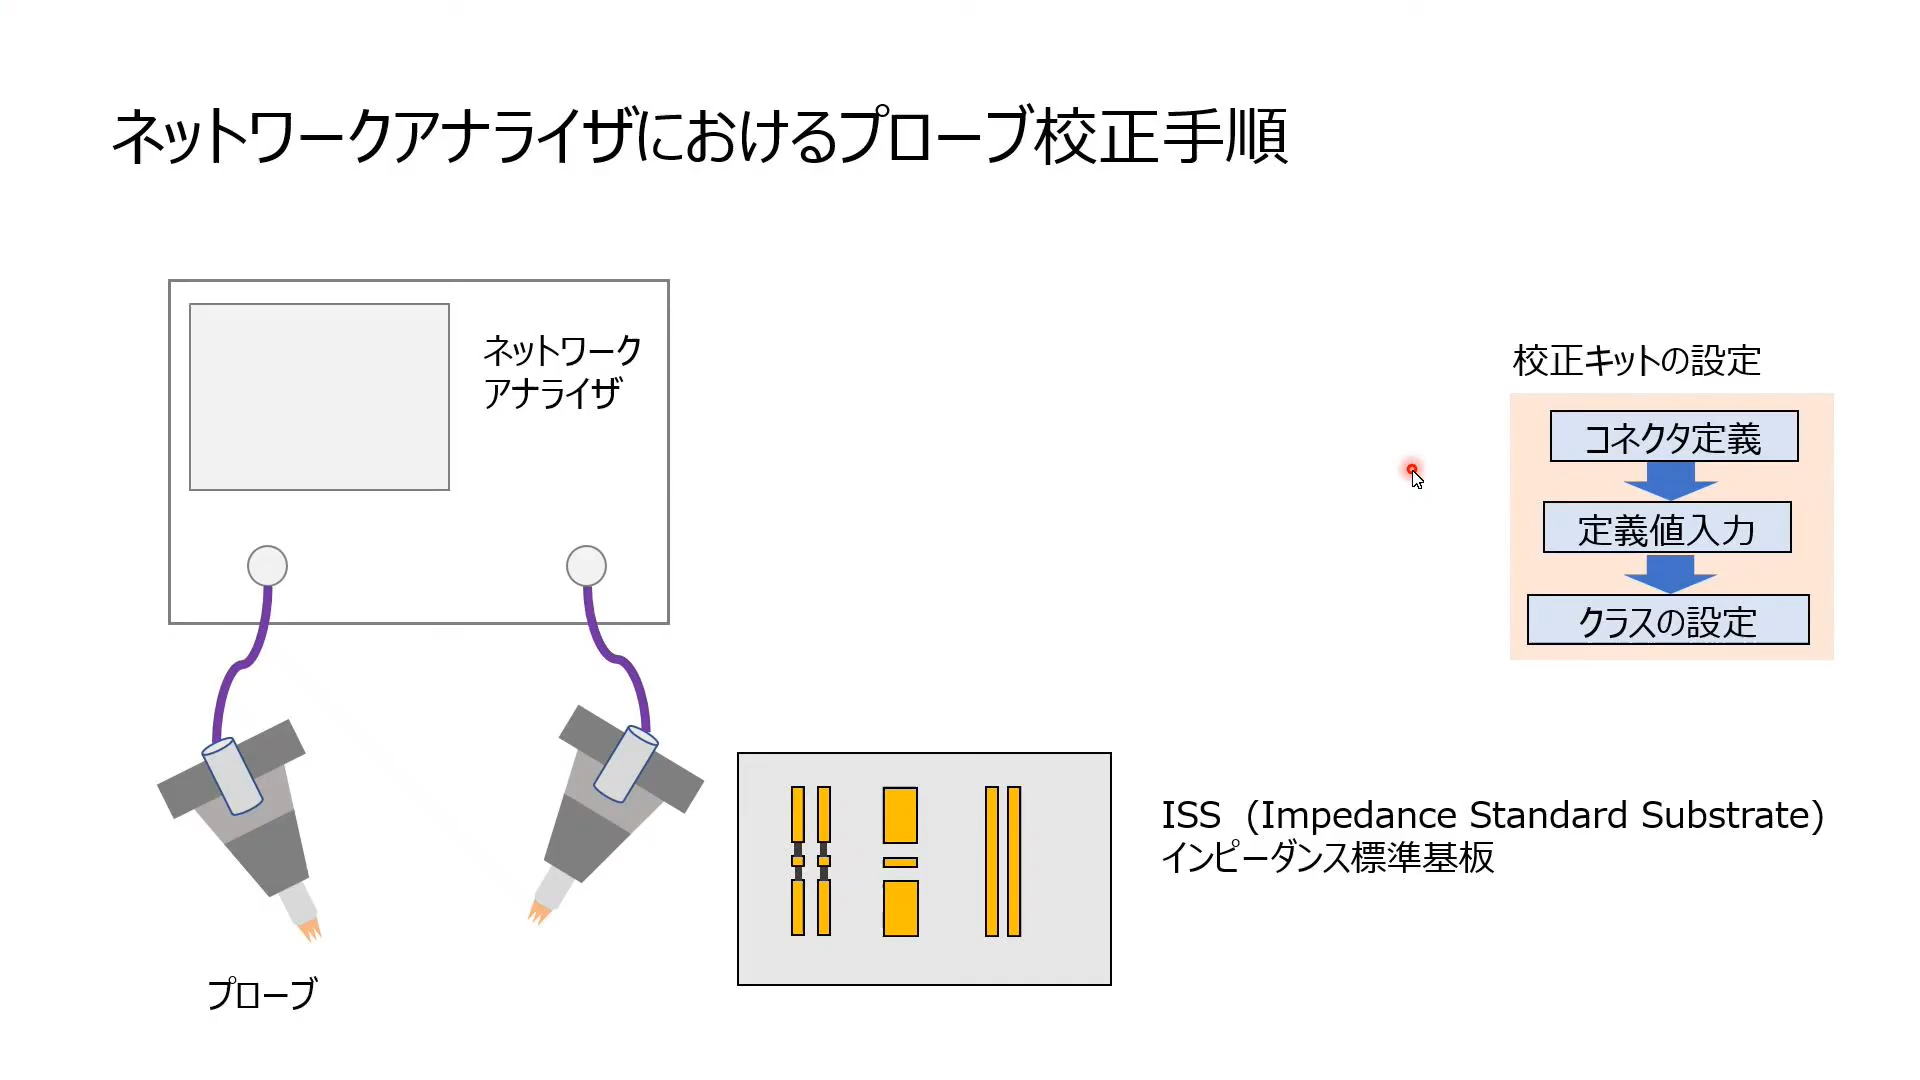 ネットワークアナライザにおけるプローブ校正手順
ネットワーク
アナライザ
校正キットの設定
コネクタ定義
定義値入力
クラスの設定
ISS (Impedance Standard Substrate)
インピーダンス標準基板
プローブ